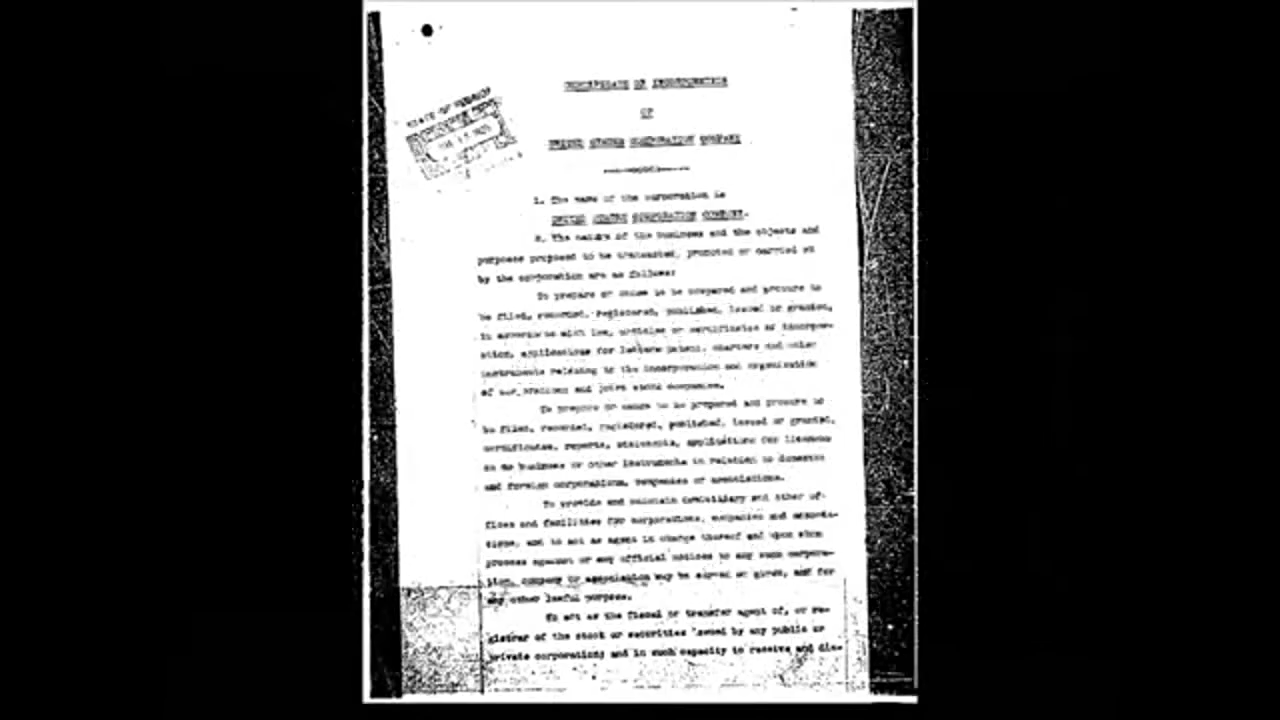 CERTIFICATE OF INCORPORATION
OF
UNITED STATES CORPORATION COMPANY
1. The name of the corporation is
UNITED STATES CORPORATION COMPANY.
2. The nature of the business and the objects and
purposes proposed to be transacted, promoted or carried on
by the corporation are as follows:
To prepare or cause to be prepared and procure to
be filed, recorded, registered, published, issued or granted,
in accordance with law, articles or certificates of incorpor-
ation, applications for letters patent, charters and other
instruments relating to the incorporation and organization
of corporations and joint stock companies.
To prepare or cause to be prepared and procure to
be filed, recorded, registered, published, issued or granted,
certificates, reports, statements, applications for licenses
to do business or other instruments in relation to domestic
and foreign corporations, companies or associations.
To provide and maintain domiciliary and other of-
fices and facilities for corporations, companies and associa-
tions, and to act as agent in charge thereof and upon whom
process against or any official notices to any such corpora-
tion, company or association may be served or given, and for
any other lawful purpose.
To act as the fiscal or transfer agent of, or re-
gistrar of the stock or securities issued by any public or
private corporation; and in such capacity to receive and dis-